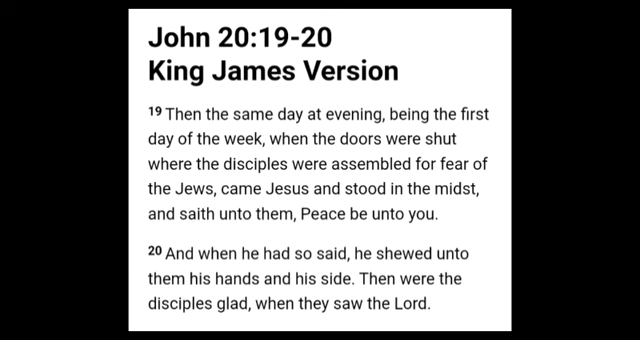 John 20:19-20
King James Version
19 Then the same day at evening, being the first
day of the week, when the doors were shut
where the disciples were assembled for fear of
the Jews, came Jesus and stood in the midst,
and saith unto them, Peace be unto you.
20 And when he had so said, he shewed unto
them his hands and his side. Then were the
disciples glad, when they saw the Lord.